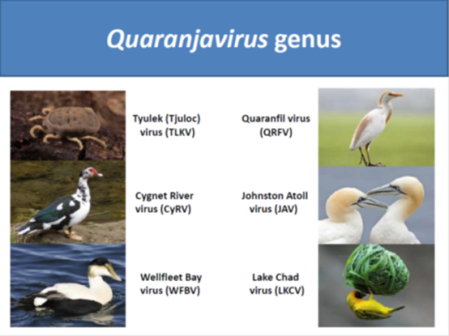 Quaranjavirus genus
Tyulek (Tjuloc)
virus (TLKV)
Quaranfil virus
(QRFV)
Cygnet River
virus (CyRV)
Johnston Atoll
virus (JAV)
Wellfleet Bay
virus (WFBV)
Lake Chad
virus (LKCV)